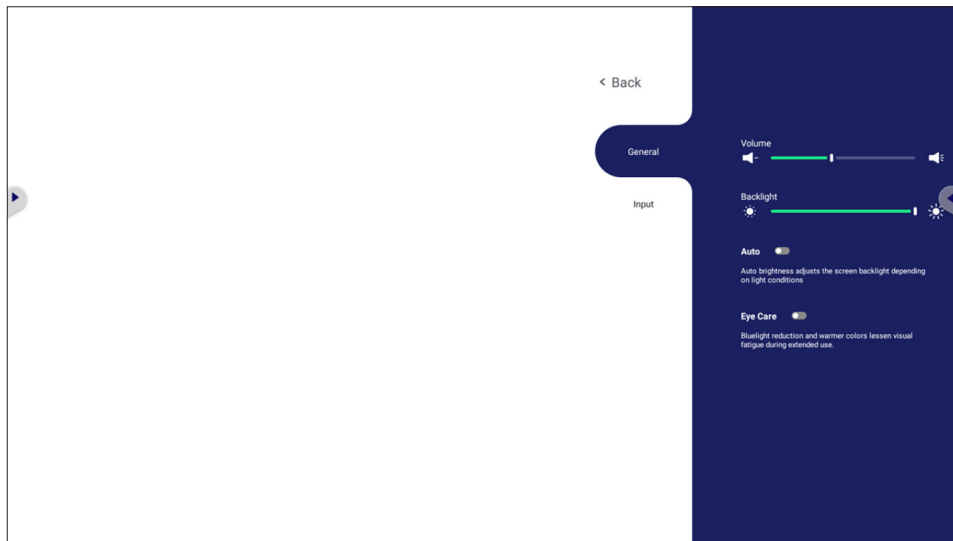 Back
General
Input
Volume
Backlight
Auto
Auto brightness adjusts the screen backlight depending
on light conditions
Eye Care
Bluelight reduction and warmer colors lessen visual
fatigue during extended use.